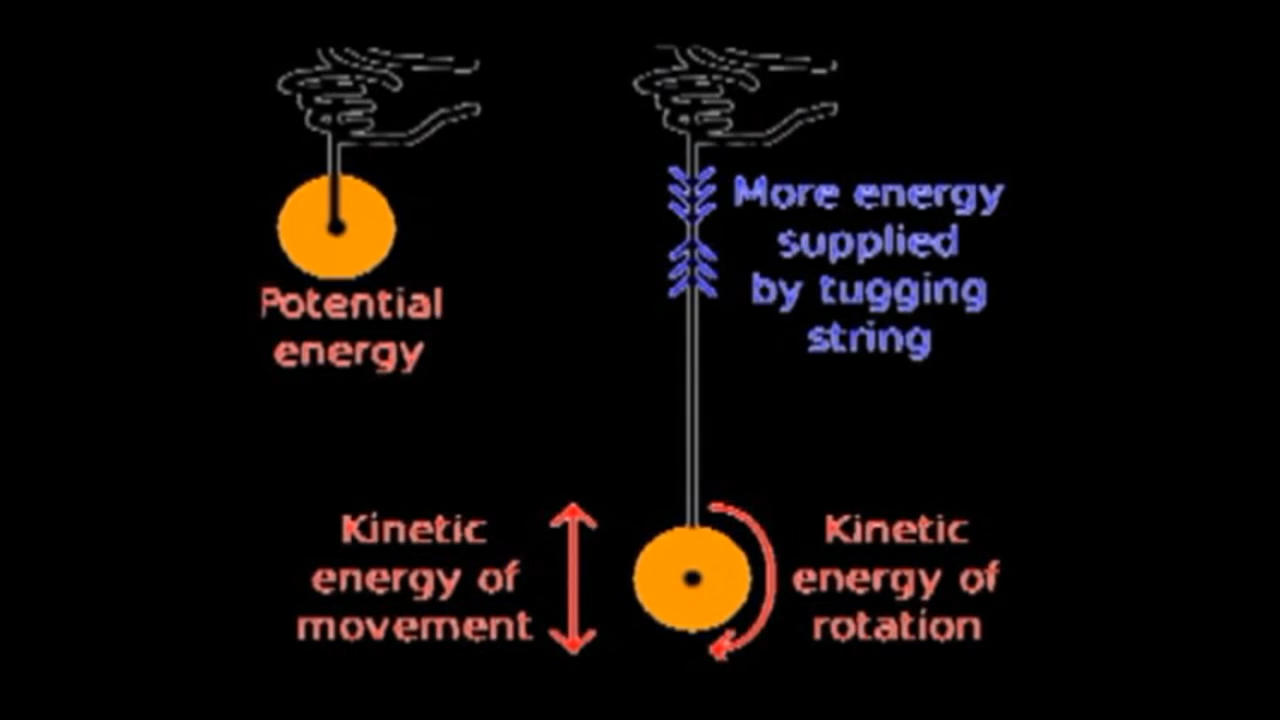 Potential
energy
More energy
supplied
by tugging
string
Kinetic
energy of
movement
Kinetic
energy of
rotation